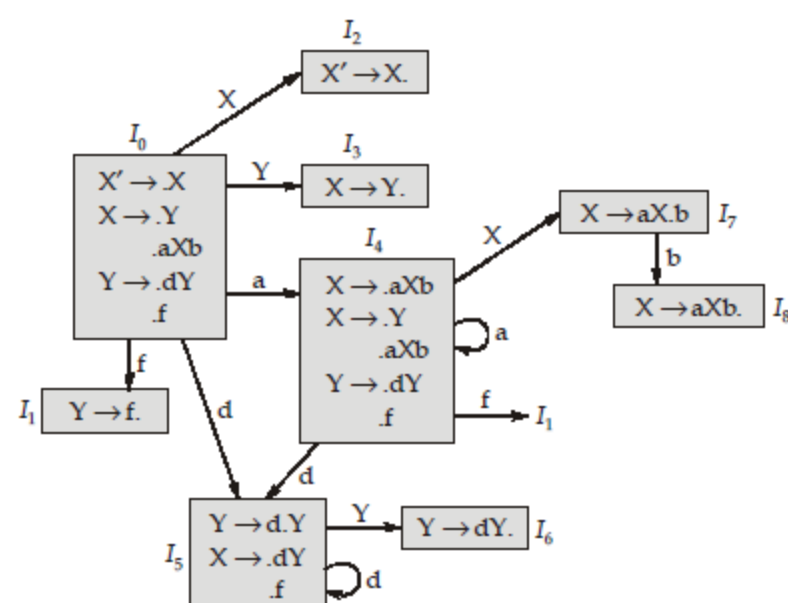 I₂
X′ → X.
X
I₀
X′ → .X
X → .Y
.aXb
Y → .dY
.f
Y
I₃
X → Y.
a
I₄
X → .aXb
X → .Y
.aXb
Y → .dY
.f
a
X
X → aX.b
I₇
b
X → aXb.
I₈
f
I₁
f
I₁
Y → f.
d
d
I₅
Y → d.Y
X → .dY
.f
d
Y
Y → dY.
I₆